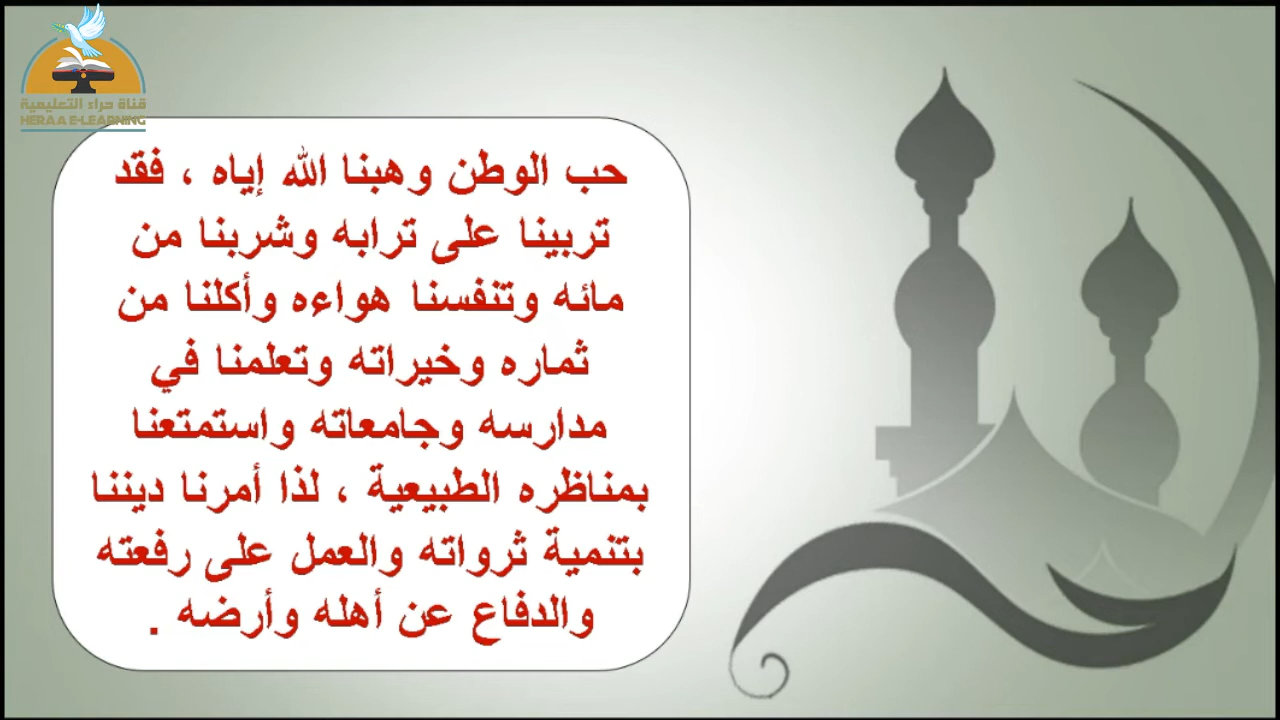 قناة حراء التعليمية
HERAA E-LEARNING
حب الوطن وهبنا الله إياه ، فقد
تربينا على ترابه وشربنا من
مائه وتنفسنا هواءه وأكلنا من
ثماره وخيراته وتعلمنا في
مدارسه وجامعاته واستمتعنا
بمناظره الطبيعية ، لذا أمرنا ديننا
بتنمية ثرواته والعمل على رفعته
والدفاع عن أهله وأرضه .